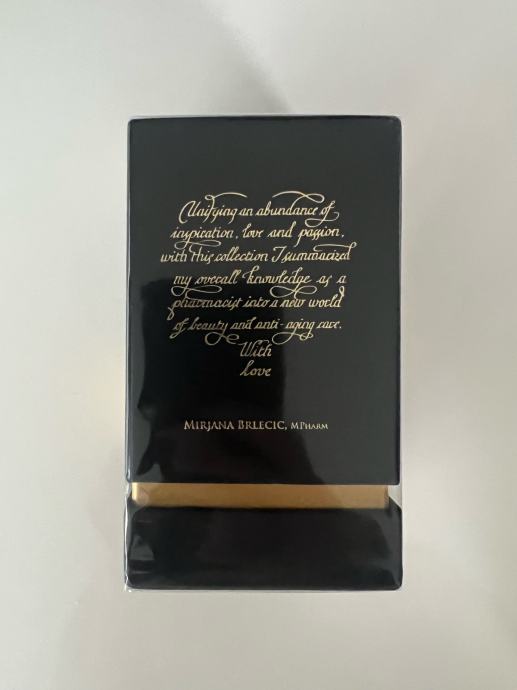 Unifying an abundance of
inspiration, love and passion,
with this collection I summarized
my overall knowledge as a
pharmacist into a new world
of beauty and anti-aging care.
With
love
MIRJANA BRLECIC, MPHARM